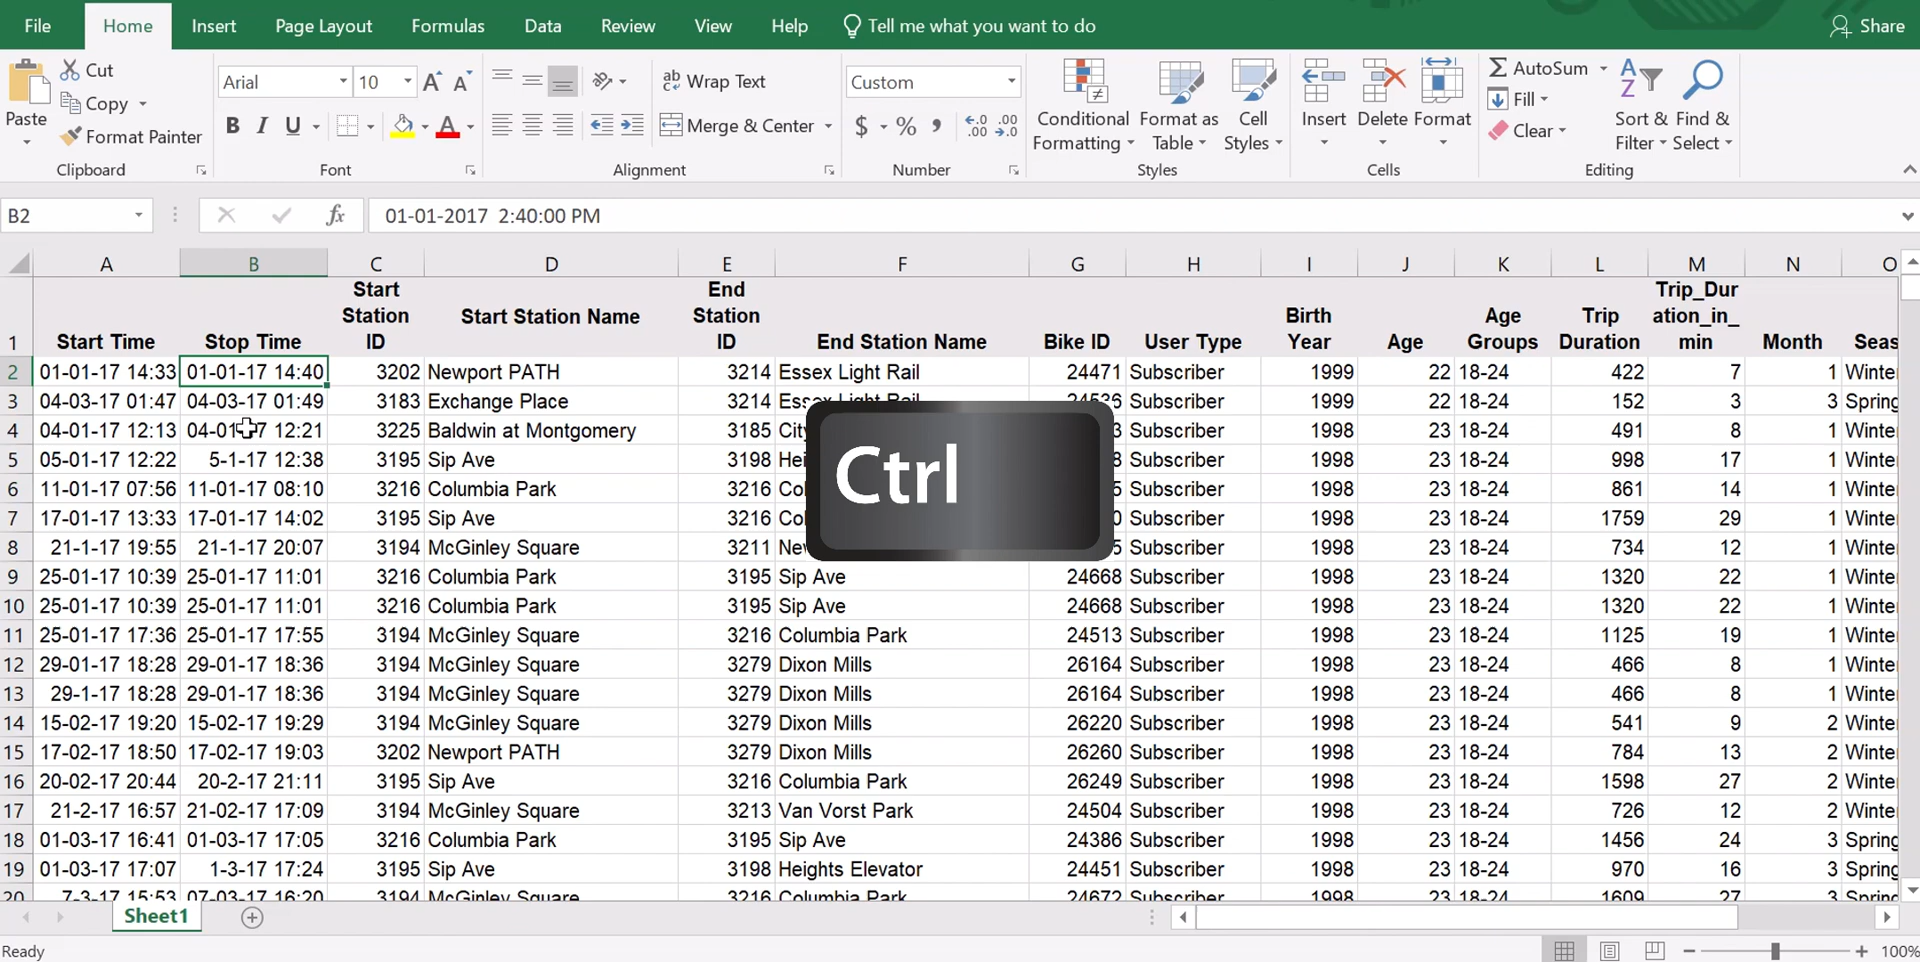 File Home Insert Page Layout Formulas Data Review View Help Tell me what you want to do Share
Paste
Cut
Copy
Format Painter
Clipboard
Arial 10
B I U
Font
Wrap Text
Merge & Center
Alignment
Custom
$ % ,
Number
Conditional Formatting
Format as Table
Cell Styles
Styles
Insert Delete Format
Cells
AutoSum
Fill
Clear
Sort & Filter
Find & Select
Editing
B2 fx 01-01-2017 2:40:00 PM
A B C D E F G H I J K L M N O
1 Start Time Stop Time Start Station ID Start Station Name End Station ID End Station Name Bike ID User Type Birth Year Age Age Groups Trip Duration Trip_Duration_in_min Month Seas
2 01-01-17 14:33 01-01-17 14:40 3202 Newport PATH 3214 Essex Light Rail 24471 Subscriber 1999 22 18-24 422 7 1 Winte
3 04-03-17 01:47 04-03-17 01:49 3183 Exchange Place 3214 Subscriber 1999 22 18-24 152 3 3 Spring
4 04-01-17 12:13 12:21 3225 Baldwin at Montgomery 3185 Subscriber 1998 23 18-24 491 8 1 Winte
5 05-01-17 12:22 5-1-17 12:38 3195 Sip Ave 3198 Subscriber 1998 23 18-24 998 17 1 Winte
6 11-01-17 07:56 11-01-17 08:10 3216 Columbia Park 3216 Subscriber 1998 23 18-24 861 14 1 Winte
7 17-01-17 13:33 17-01-17 14:02 3195 Sip Ave 3216 Subscriber 1998 23 18-24 1759 29 1 Winte
8 21-1-17 19:55 21-1-17 20:07 3194 McGinley Square 3211 Subscriber 1998 23 18-24 734 12 1 Winte
Ctrl
9 25-01-17 10:39 25-01-17 11:01 3216 Columbia Park 3195 Sip Ave 24668 Subscriber 1998 23 18-24 1320 22 1 Winte
10 25-01-17 10:39 25-01-17 11:01 3216 Columbia Park 3195 Sip Ave 24668 Subscriber 1998 23 18-24 1320 22 1 Winte
11 25-01-17 17:36 25-01-17 17:55 3194 McGinley Square 3216 Columbia Park 24513 Subscriber 1998 23 18-24 1125 19 1 Winte
12 29-01-17 18:28 29-01-17 18:36 3194 McGinley Square 3279 Dixon Mills 26164 Subscriber 1998 23 18-24 466 8 1 Winte
13 29-1-17 18:28 29-01-17 18:36 3194 McGinley Square 3279 Dixon Mills 26164 Subscriber 1998 23 18-24 466 8 1 Winte
14 15-02-17 19:20 15-02-17 19:29 3194 McGinley Square 3279 Dixon Mills 26220 Subscriber 1998 23 18-24 541 9 2 Winte
15 17-02-17 18:50 17-02-17 19:03 3202 Newport PATH 3279 Dixon Mills 26260 Subscriber 1998 23 18-24 784 13 2 Winte
16 20-02-17 20:44 20-2-17 21:11 3195 Sip Ave 3216 Columbia Park 26249 Subscriber 1998 23 18-24 1598 27 2 Winte
17 21-2-17 16:57 21-02-17 17:09 3194 McGinley Square 3213 Van Vorst Park 24504 Subscriber 1998 23 18-24 726 12 2 Winte
18 01-03-17 16:41 01-03-17 17:05 3216 Columbia Park 3195 Sip Ave 24386 Subscriber 1998 23 18-24 1456 24 3 Spring
19 01-03-17 17:07 1-3-17 17:24 3195 Sip Ave 3198 Heights Elevator 24451 Subscriber 1998 23 18-24 970 16 3 Spring
20 7-3-17 15:53 07-03-17 16:20 3194 McGinley Square 3216 Columbia Park 24672 Subscriber 1998 23 18-24 1609 27 3 Spring
Sheet1
Ready 100%